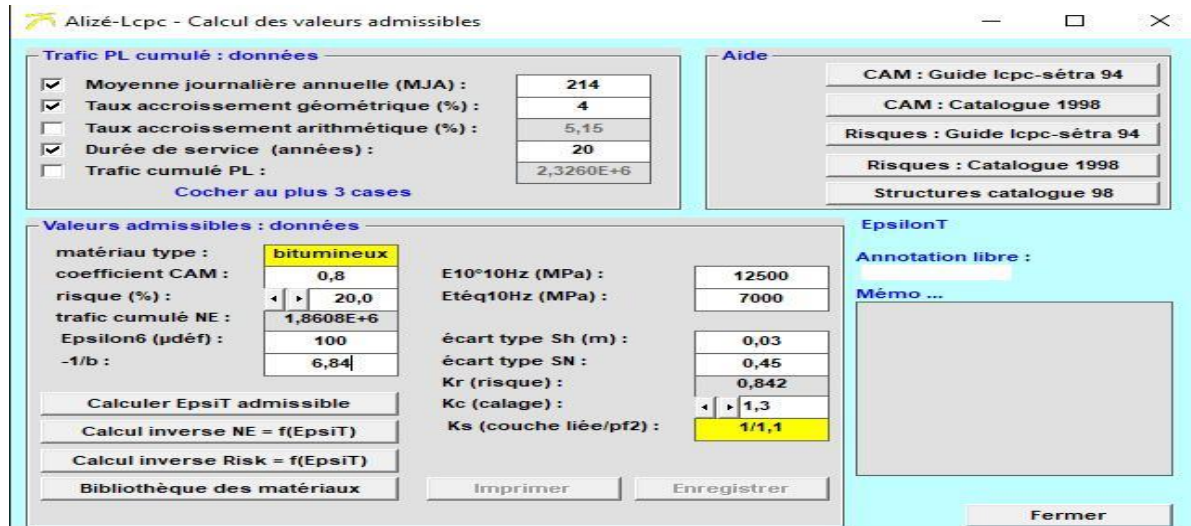 Alizé-Lcpc - Calcul des valeurs admissibles
Trafic PL cumulé : données
Moyenne journalière annuelle (MJA) : 214
Taux accroissement géométrique (%) : 4
Taux accroissement arithmétique (%) : 5,15
Durée de service (années) : 20
Trafic cumulé PL : 2,3260E+6
Cocher au plus 3 cases
Aide
CAM : Guide lcpc-sétra 94
CAM : Catalogue 1998
Risques : Guide lcpc-sétra 94
Risques : Catalogue 1998
Structures catalogue 98
Valeurs admissibles : données
matériau type : bitumineux
coefficient CAM : 0,8
risque (%) : 20,0
trafic cumulé NE : 1,8608E+6
Epsilon6 (µdéf) : 100
-1/b : 6,84
E10°10Hz (MPa) : 12500
Etéq10Hz (MPa) : 7000
écart type Sh (m) : 0,03
écart type SN : 0,45
Kr (risque) : 0,842
Kc (calage) : 1,3
Ks (couche liée/pf2) : 1/1,1
Calculer EpsiT admissible
Calcul inverse NE = f(EpsiT)
Calcul inverse Risk = f(EpsiT)
Bibliothèque des matériaux
Imprimer
Enregistrer
EpsilonT
Annotation libre :
Mémo ...
Fermer